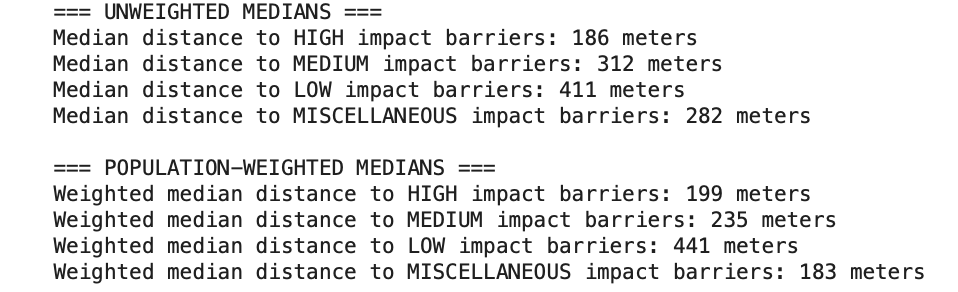 === UNWEIGHTED MEDIANS ===
Median distance to HIGH impact barriers: 186 meters
Median distance to MEDIUM impact barriers: 312 meters
Median distance to LOW impact barriers: 411 meters
Median distance to MISCELLANEOUS impact barriers: 282 meters
=== POPULATION-WEIGHTED MEDIANS ===
Weighted median distance to HIGH impact barriers: 199 meters
Weighted median distance to MEDIUM impact barriers: 235 meters
Weighted median distance to LOW impact barriers: 441 meters
Weighted median distance to MISCELLANEOUS impact barriers: 183 meters